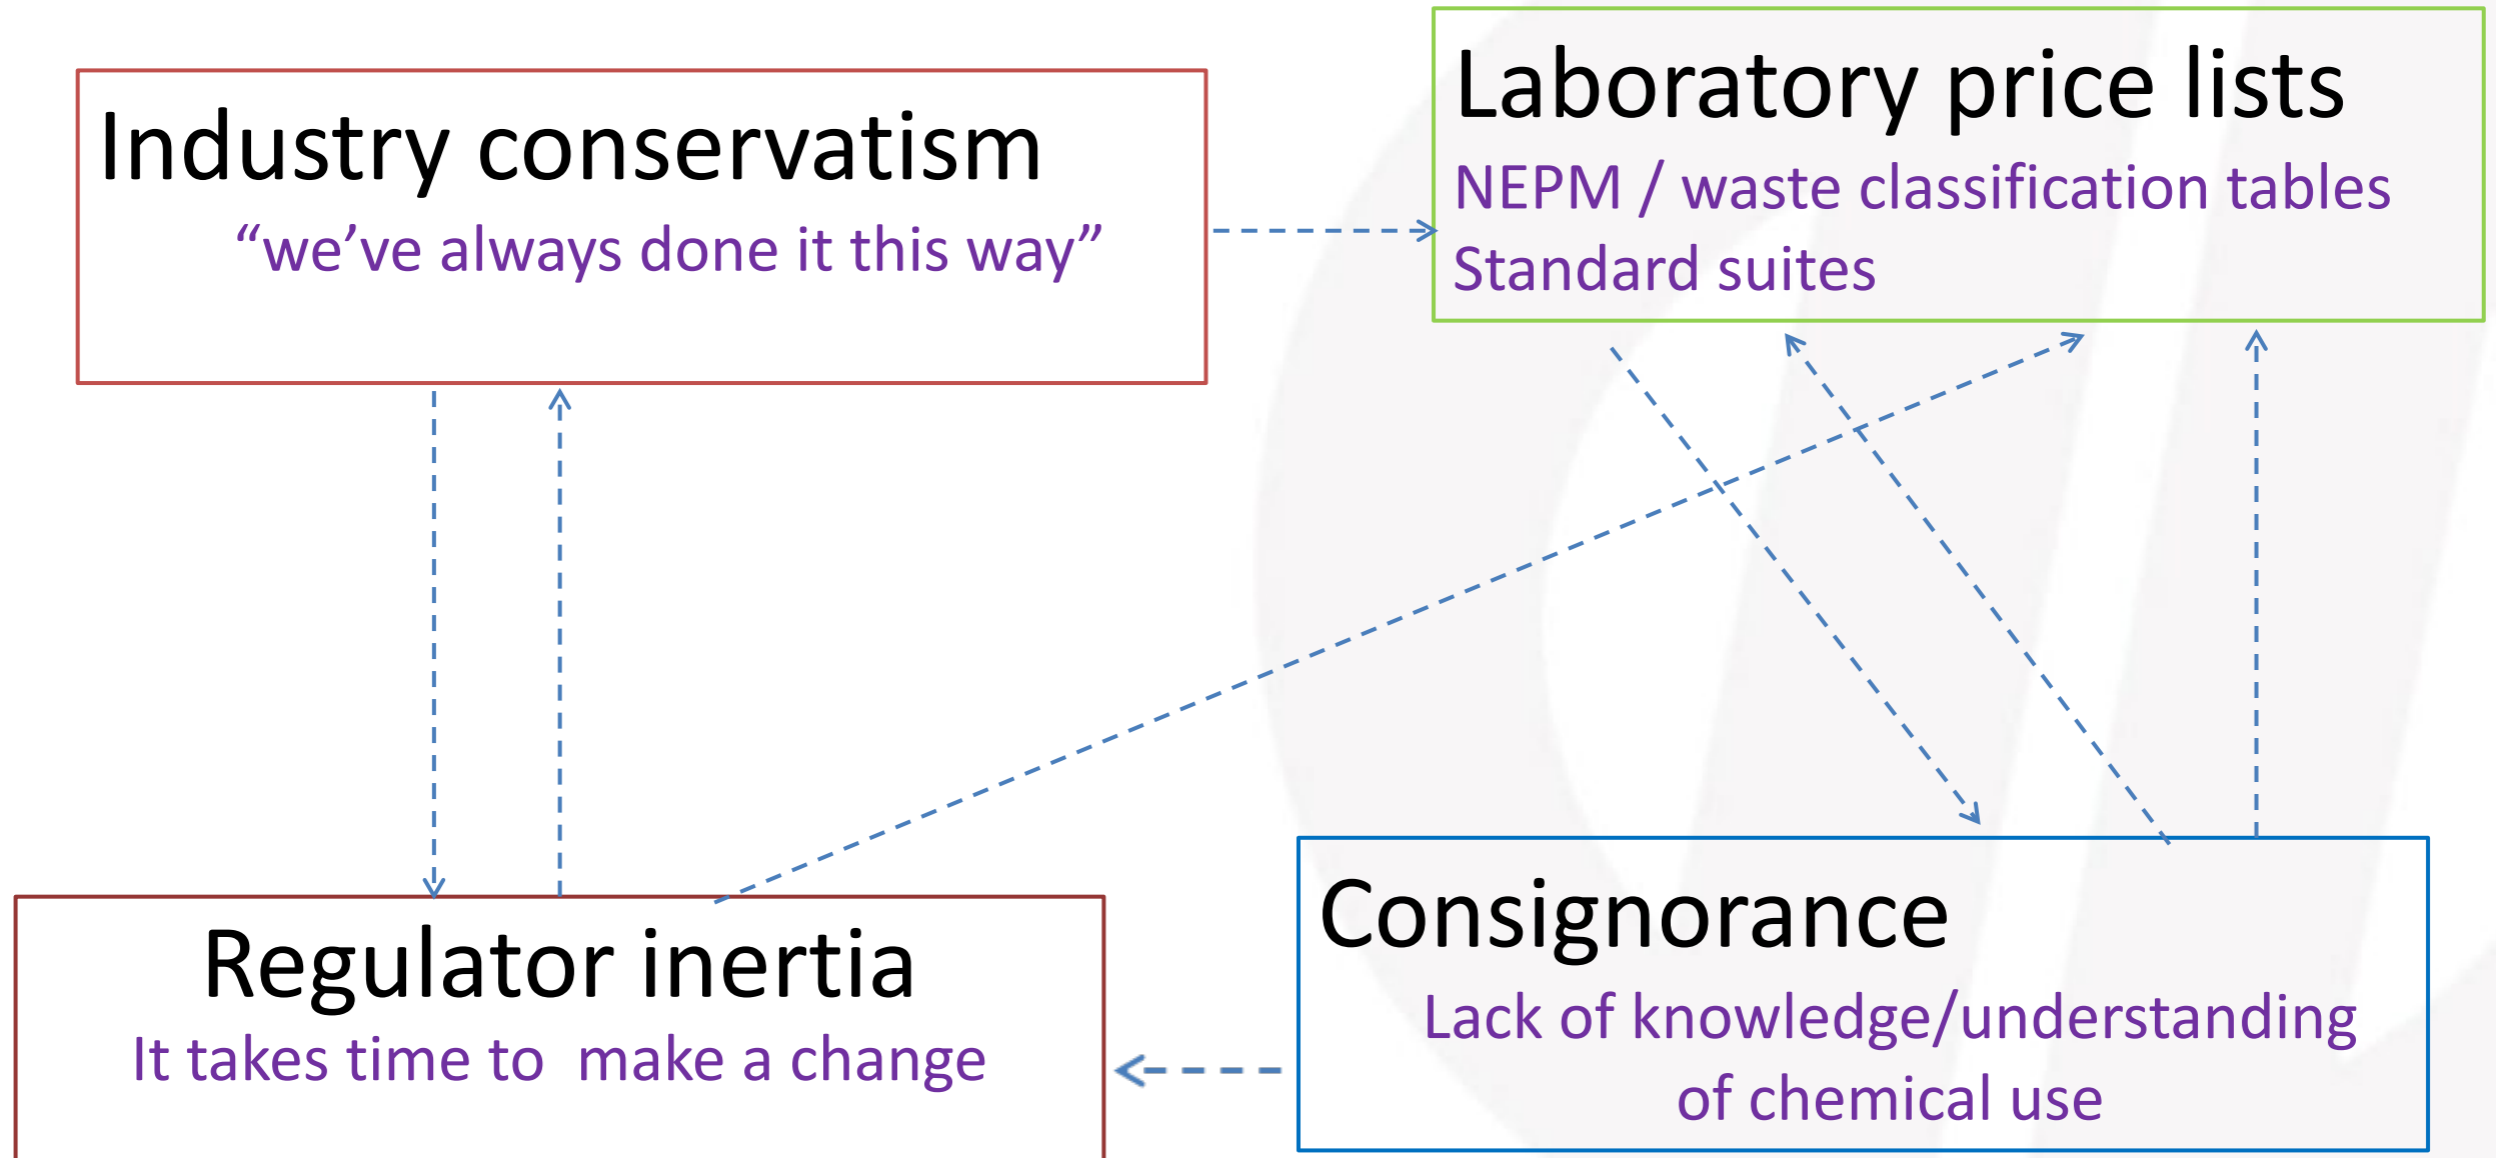 Industry conservatism
“we’ve always done it this way”
Laboratory price lists
NEPM / waste classification tables
Standard suites
Regulator inertia
It takes time to  make a change
Consignorance
Lack of knowledge/understanding
of chemical use